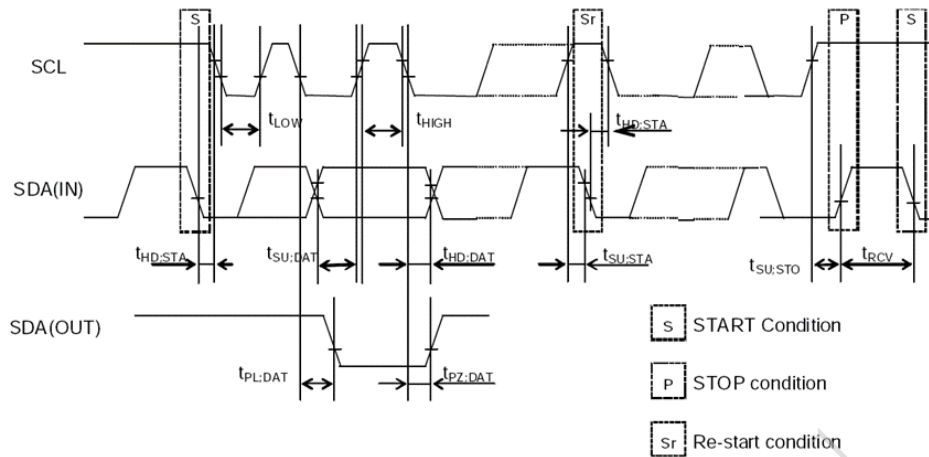 S Sr P S
SCL
tLOW tHIGH tHD;STA
SDA(IN)
tHD;STA tSU;DAT tHD;DAT tSU;STA tSU;STO tRCV
SDA(OUT)
tPL;DAT tPZ;DAT
S START Condition
P STOP condition
Sr Re-start condition